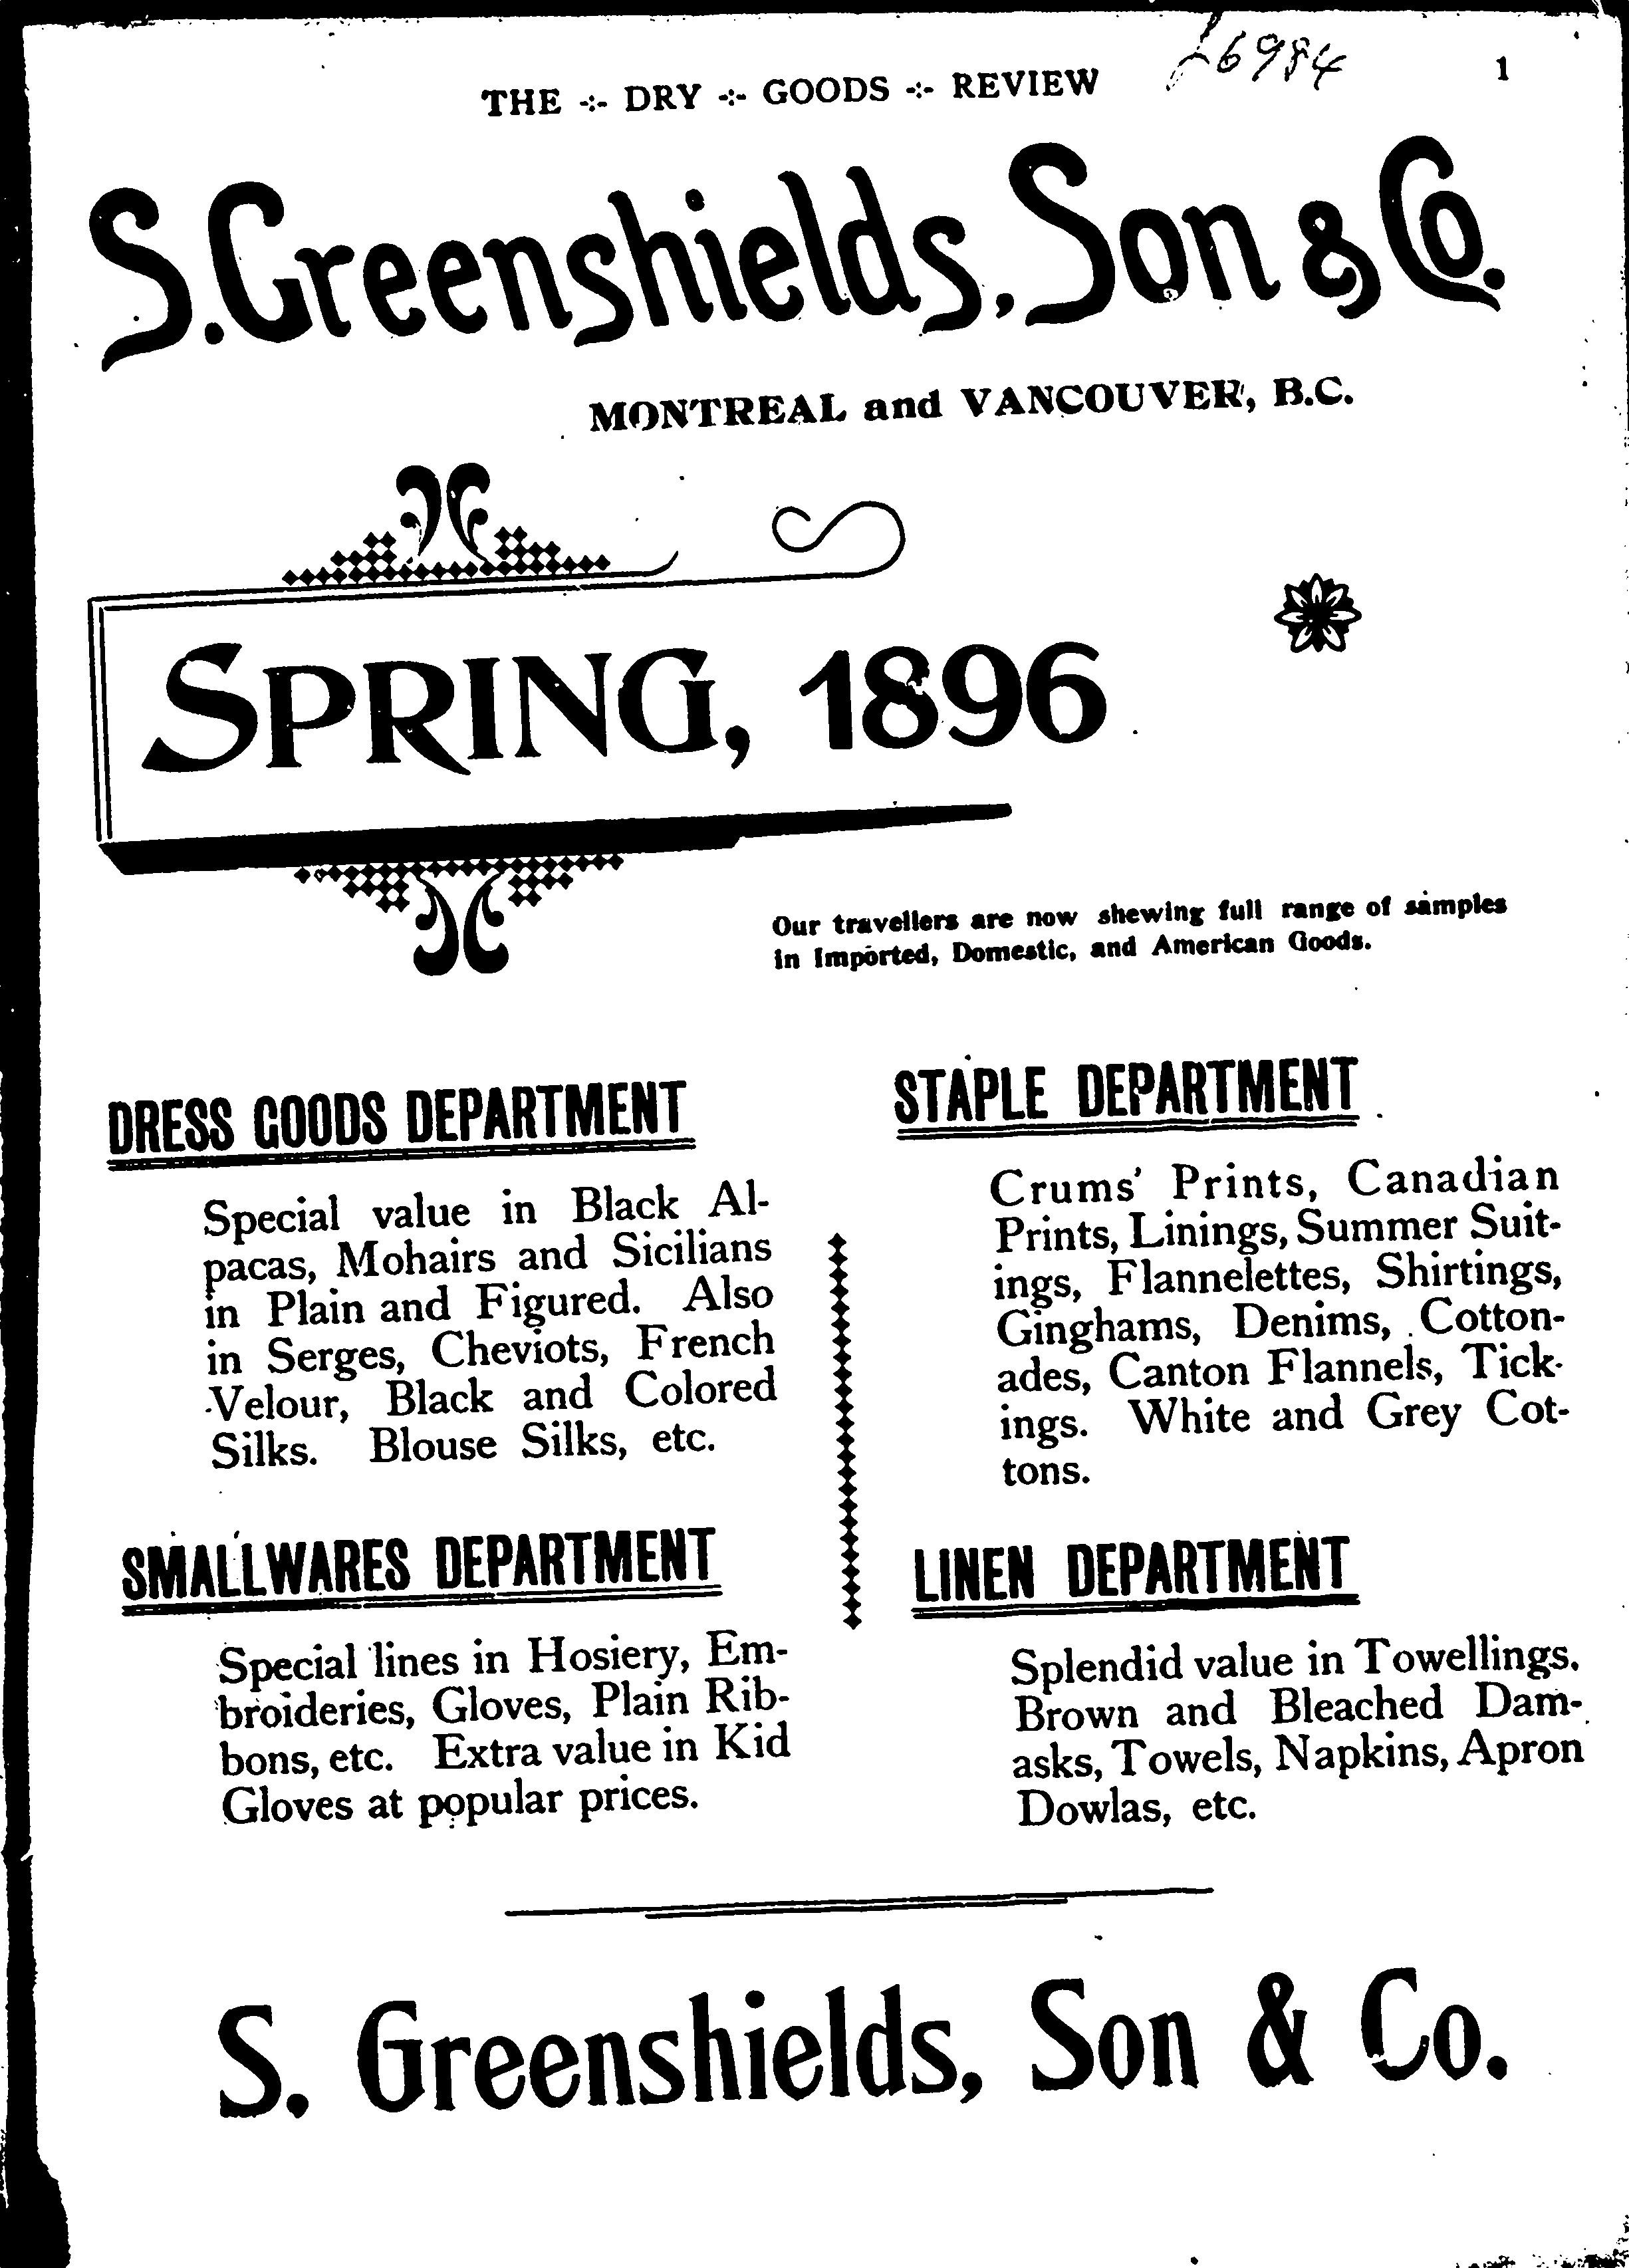 THE -:- DRY -:- GOODS -:- REVIEW
1
S. Greenshields, Son & Co.
MONTREAL and VANCOUVER, B.C.
SPRING, 1896
Our travellers are now shewing full range of samples
in Imported, Domestic, and American Goods.
DRESS GOODS DEPARTMENT
Special value in Black Al-
pacas, Mohairs and Sicilians
in Plain and Figured. Also
in Serges, Cheviots, French
Velour, Black and Colored
Silks. Blouse Silks, etc.
SMALLWARES DEPARTMENT
Special lines in Hosiery, Em-
broideries, Gloves, Plain Rib-
bons, etc. Extra value in Kid
Gloves at popular prices.
STAPLE DEPARTMENT
Crums' Prints, Canadian
Prints, Linings, Summer Suit-
ings, Flannelettes, Shirtings,
Ginghams, Denims, Cotton-
ades, Canton Flannels, Tick-
ings. White and Grey Cot-
tons.
LINEN DEPARTMENT
Splendid value in Towellings.
Brown and Bleached Dam-
asks, Towels, Napkins, Apron
Dowlas, etc.
S. Greenshields, Son & Co.